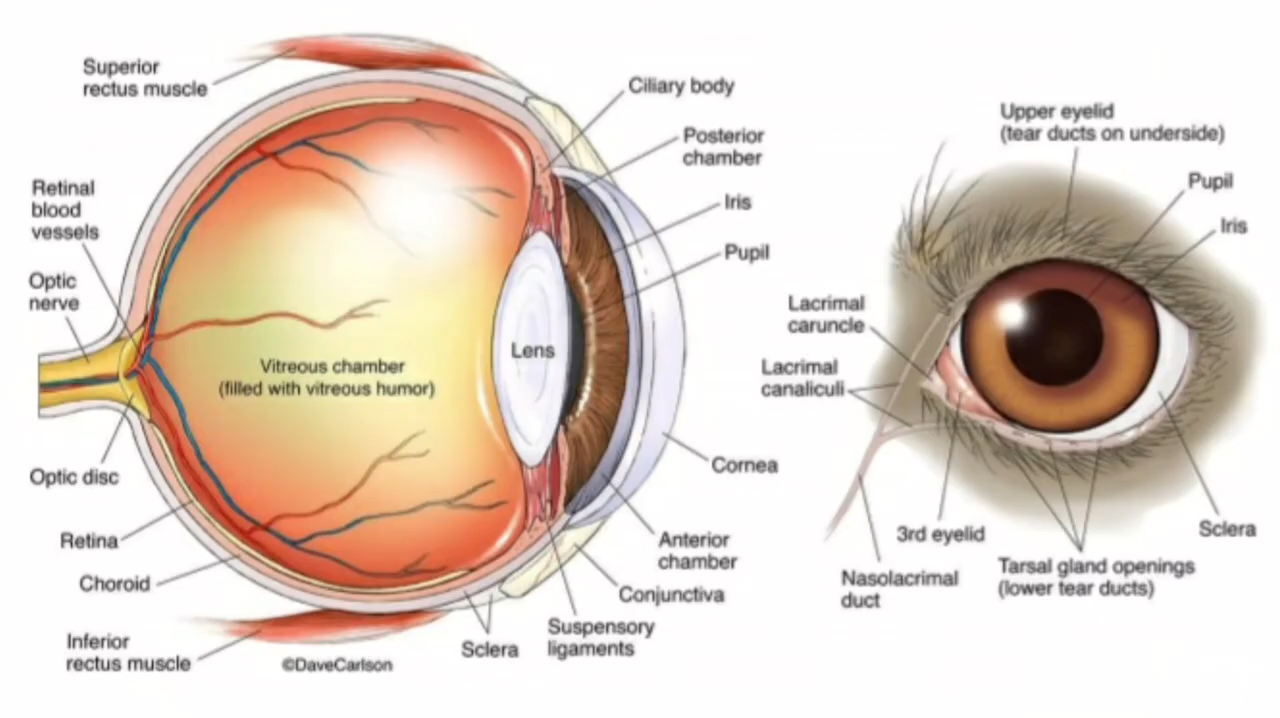 Superior
rectus muscle
Retinal
blood
vessels
Optic
nerve
Optic disc
Retina
Choroid
Inferior
rectus muscle
©DaveCarlson
Vitreous chamber
(filled with vitreous humor)
Lens
Ciliary body
Posterior
chamber
Iris
Pupil
Cornea
Anterior
chamber
Conjunctiva
Suspensory
ligaments
Sclera
Upper eyelid
(tear ducts on underside)
Pupil
Iris
Lacrimal
caruncle
Lacrimal
canaliculi
3rd eyelid
Nasolacrimal
duct
Tarsal gland openings
(lower tear ducts)
Sclera